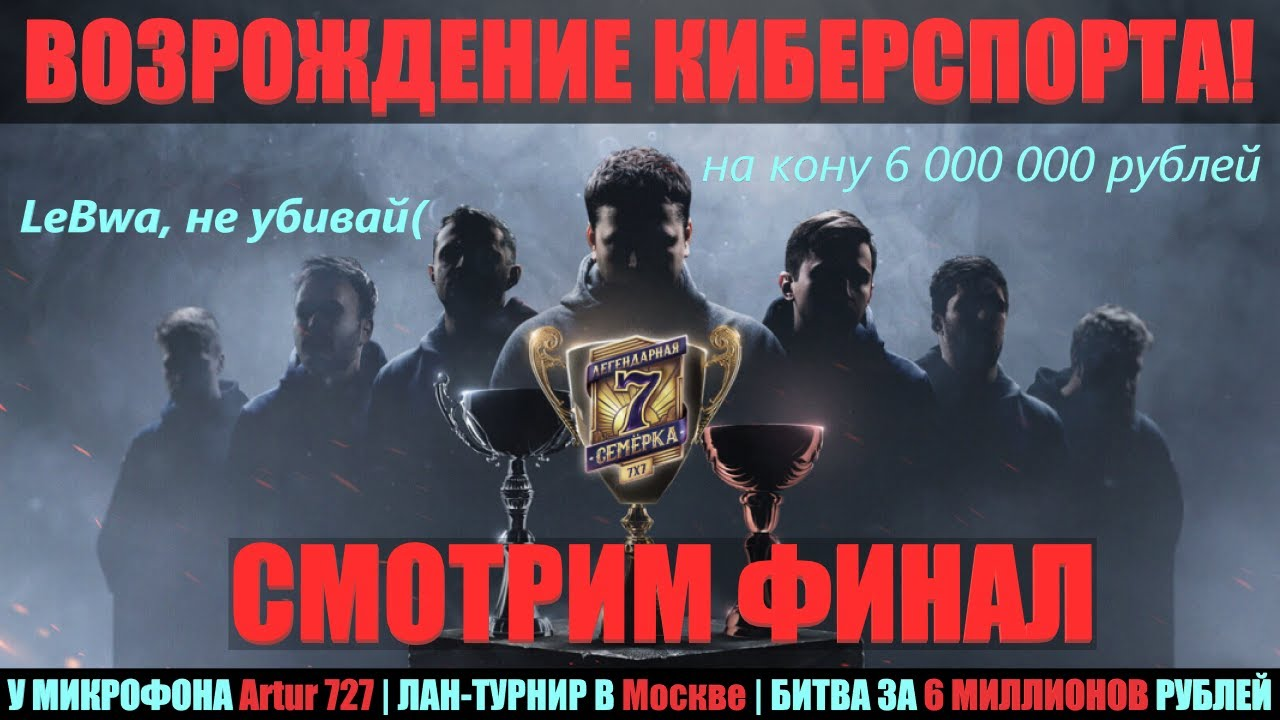 ВОЗРОЖДЕНИЕ КИБЕРСПОРТА!
на кону 6 000 000 рублей
LeBwa, не убивай(
ЛЕГЕНДАРНАЯ
7
СЕМЁРКА
7X7
СМОТРИМ ФИНАЛ
У МИКРОФОНА Artur 727 | ЛАН-ТУРНИР В Москве | БИТВА ЗА 6 МИЛЛИОНОВ РУБЛЕЙ